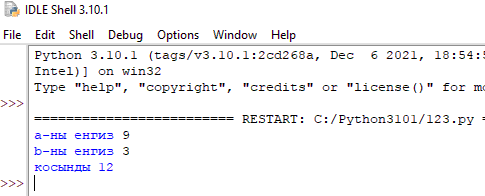 IDLE Shell 3.10.1
File Edit Shell Debug Options Window Help
Python 3.10.1 (tags/v3.10.1:2cd268a, Dec 6 2021, 18:54:5
Intel)] on win32
Type "help", "copyright", "credits" or "license()" for mo
>>>
========================= RESTART: C:/Python3101/123.py =
а-ны енгиз 9
b-ны енгиз 3
косынды 12
>>>